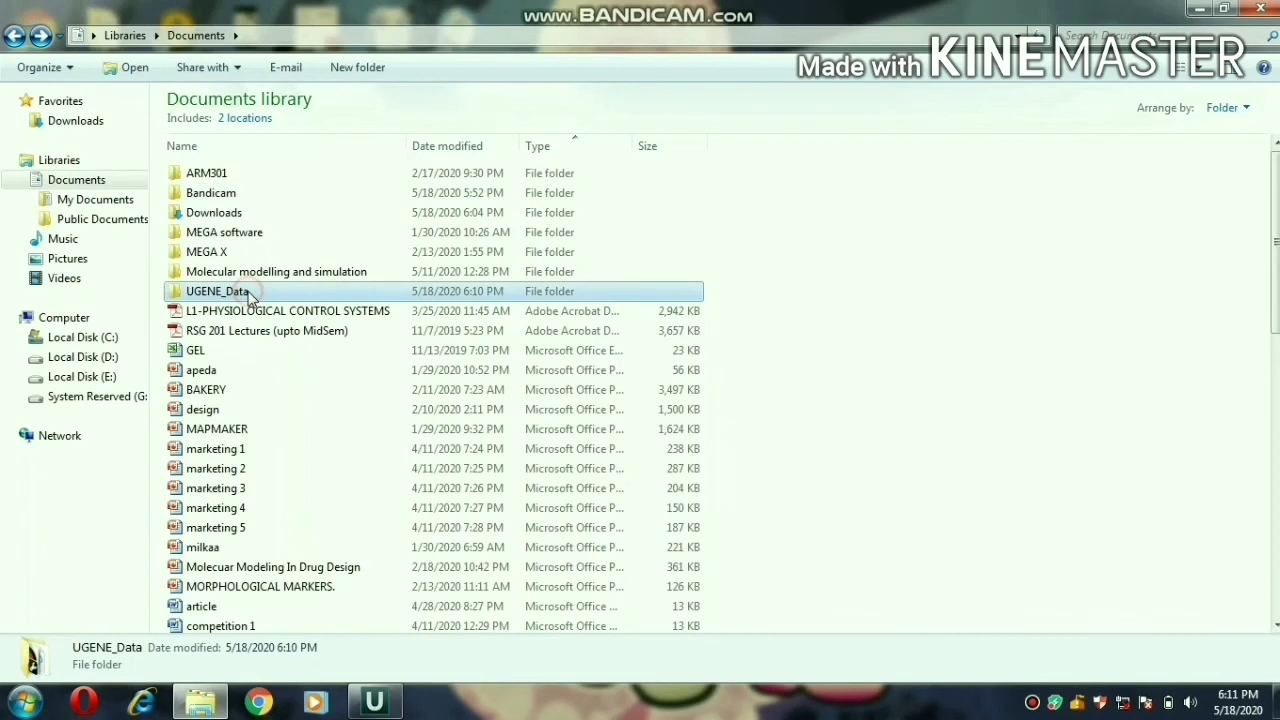 www.BANDICAM.com
Libraries Documents
Search Documents
Made with KINEMASTER
Organize Open Share with E-mail New folder
Favorites
Downloads
Libraries
Documents
My Documents
Public Documents
Music
Pictures
Videos
Computer
Local Disk (C:)
Local Disk (D:)
Local Disk (E:)
System Reserved (G:
Network
Documents library
Includes: 2 locations
Arrange by: Folder
Name Date modified Type Size
ARM301 2/17/2020 9:30 PM File folder
Bandicam 5/18/2020 5:52 PM File folder
Downloads 5/18/2020 6:04 PM File folder
MEGA software 1/30/2020 10:26 AM File folder
MEGA X 2/13/2020 1:55 PM File folder
Molecular modelling and simulation 5/11/2020 12:28 PM File folder
UGENE_Data 5/18/2020 6:10 PM File folder
L1-PHYSIOLOGICAL CONTROL SYSTEMS 3/25/2020 11:45 AM Adobe Acrobat D... 2,942 KB
RSG 201 Lectures (upto MidSem) 11/7/2019 5:23 PM Adobe Acrobat D... 3,657 KB
GEL 11/13/2019 7:03 PM Microsoft Office E... 23 KB
apeda 1/29/2020 10:52 PM Microsoft Office P... 56 KB
BAKERY 2/11/2020 7:23 AM Microsoft Office P... 3,497 KB
design 2/10/2020 2:11 PM Microsoft Office P... 1,500 KB
MAPMAKER 1/29/2020 9:32 PM Microsoft Office P... 1,624 KB
marketing 1 4/11/2020 7:24 PM Microsoft Office P... 238 KB
marketing 2 4/11/2020 7:25 PM Microsoft Office P... 287 KB
marketing 3 4/11/2020 7:26 PM Microsoft Office P... 204 KB
marketing 4 4/11/2020 7:27 PM Microsoft Office P... 150 KB
marketing 5 4/11/2020 7:28 PM Microsoft Office P... 187 KB
milkaa 1/30/2020 6:59 AM Microsoft Office P... 221 KB
Molecuar Modeling In Drug Design 2/18/2020 10:42 PM Microsoft Office P... 361 KB
MORPHOLOGICAL MARKERS. 2/13/2020 11:11 AM Microsoft Office P... 126 KB
article 4/28/2020 8:27 PM Microsoft Office ... 13 KB
competition 1 4/11/2020 12:29 PM Microsoft Office ... 13 KB
UGENE_Data Date modified: 5/18/2020 6:10 PM
File folder
U
6:11 PM
5/18/2020